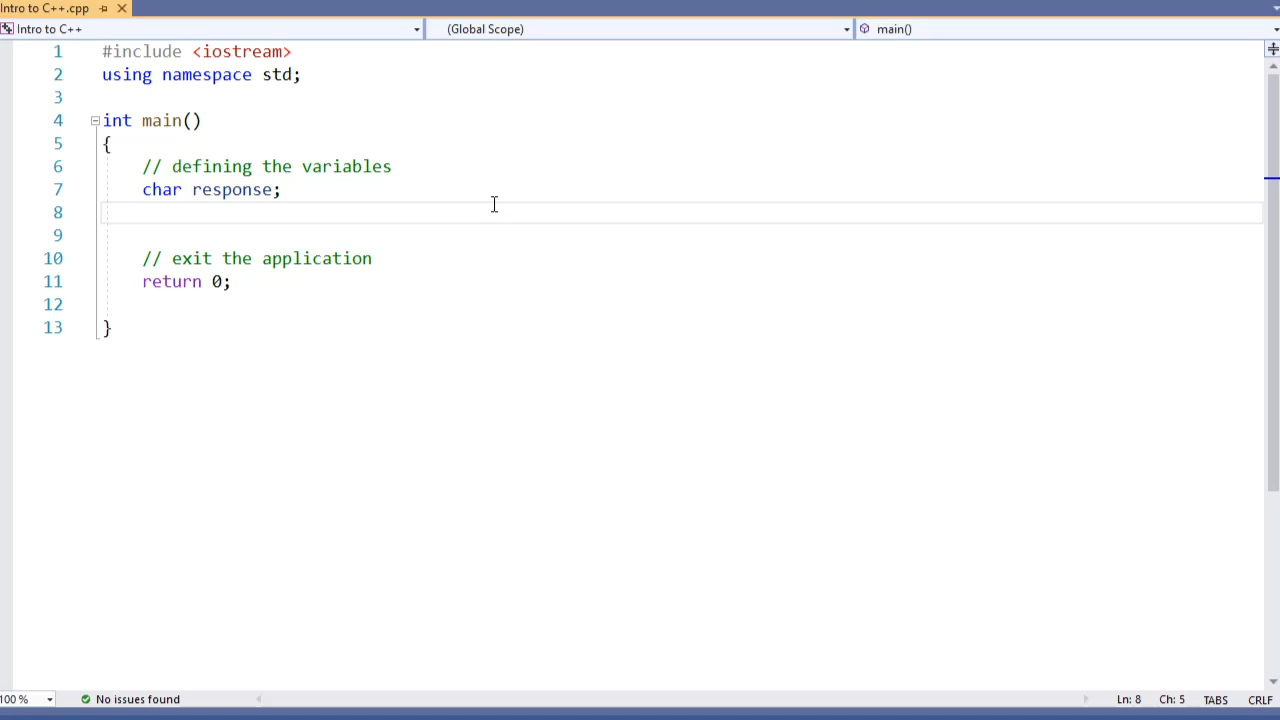 Intro to C++.cpp
Intro to C++ (Global Scope) main()
1 #include <iostream>
2 using namespace std;
3
4 int main()
5 {
6 // defining the variables
7 char response;
8
9
10 // exit the application
11 return 0;
12
13 }
100 % No issues found Ln: 8 Ch: 5 TABS CRLF